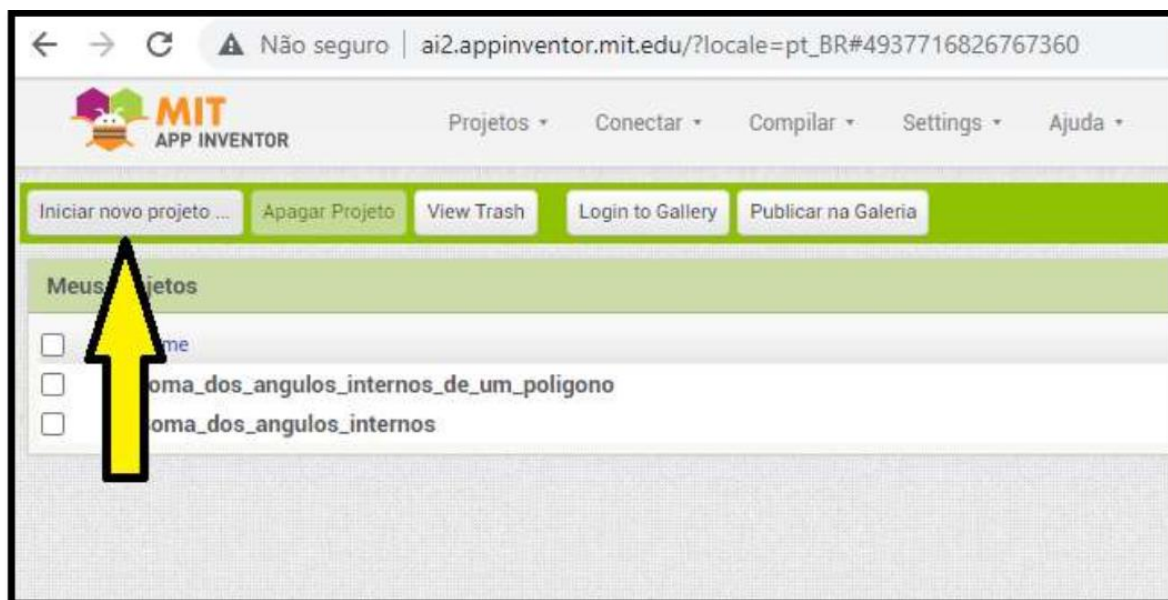 Não seguro | ai2.appinventor.mit.edu/?locale=pt_BR#4937716826767360
MIT
APP INVENTOR
Projetos Conectar Compilar Settings Ajuda
Iniciar novo projeto ... Apagar Projeto View Trash Login to Gallery Publicar na Galeria
Meus jetos
me
oma_dos_angulos_internos_de_um_poligono
oma_dos_angulos_internos